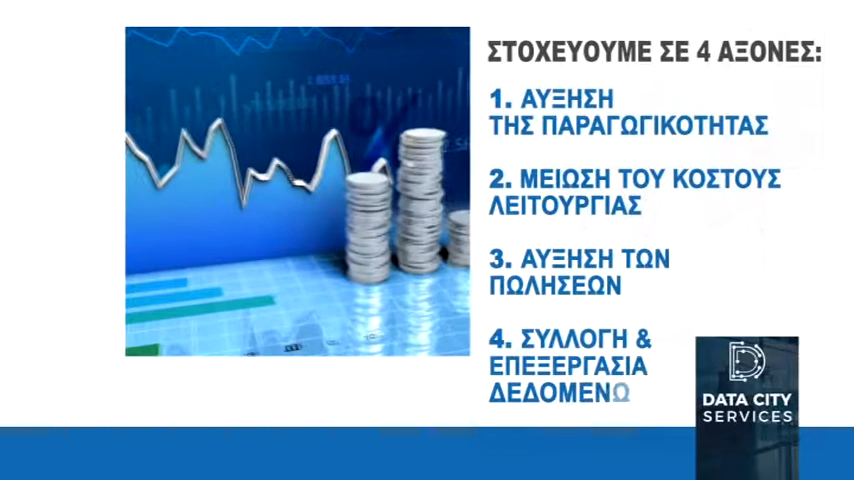 ΣΤΟΧΕΥΟΥΜΕ ΣΕ 4 ΑΞΟΝΕΣ:
1. ΑΥΞΗΣΗ
ΤΗΣ ΠΑΡΑΓΩΓΙΚΟΤΗΤΑΣ
2. ΜΕΙΩΣΗ ΤΟΥ ΚΟΣΤΟΥΣ
ΛΕΙΤΟΥΡΓΙΑΣ
3. ΑΥΞΗΣΗ ΤΩΝ
ΠΩΛΗΣΕΩΝ
4. ΣΥΛΛΟΓΗ &
ΕΠΕΞΕΡΓΑΣΙΑ
ΔΕΔΟΜΕΝΩ
DATA CITY
SERVICES